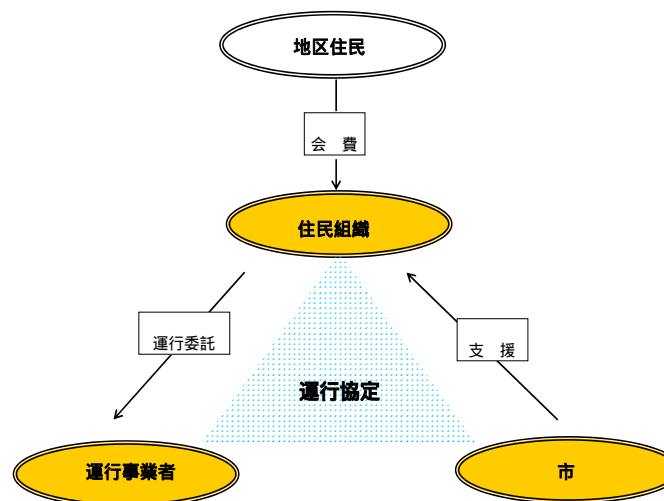 地区住民
会　費
住民組織
運行委託
支　援
運行協定
運行事業者
市